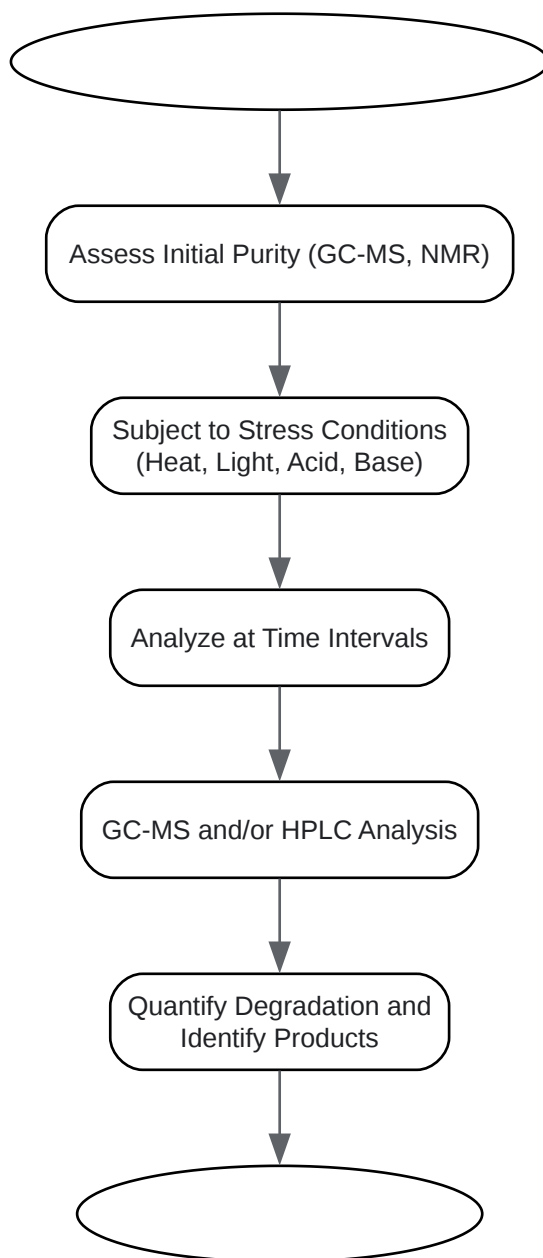 Assess Initial Purity (GC-MS, NMR)
Subject to Stress Conditions
(Heat, Light, Acid, Base)
Analyze at Time Intervals
GC-MS and/or HPLC Analysis
Quantify Degradation and
Identify Products